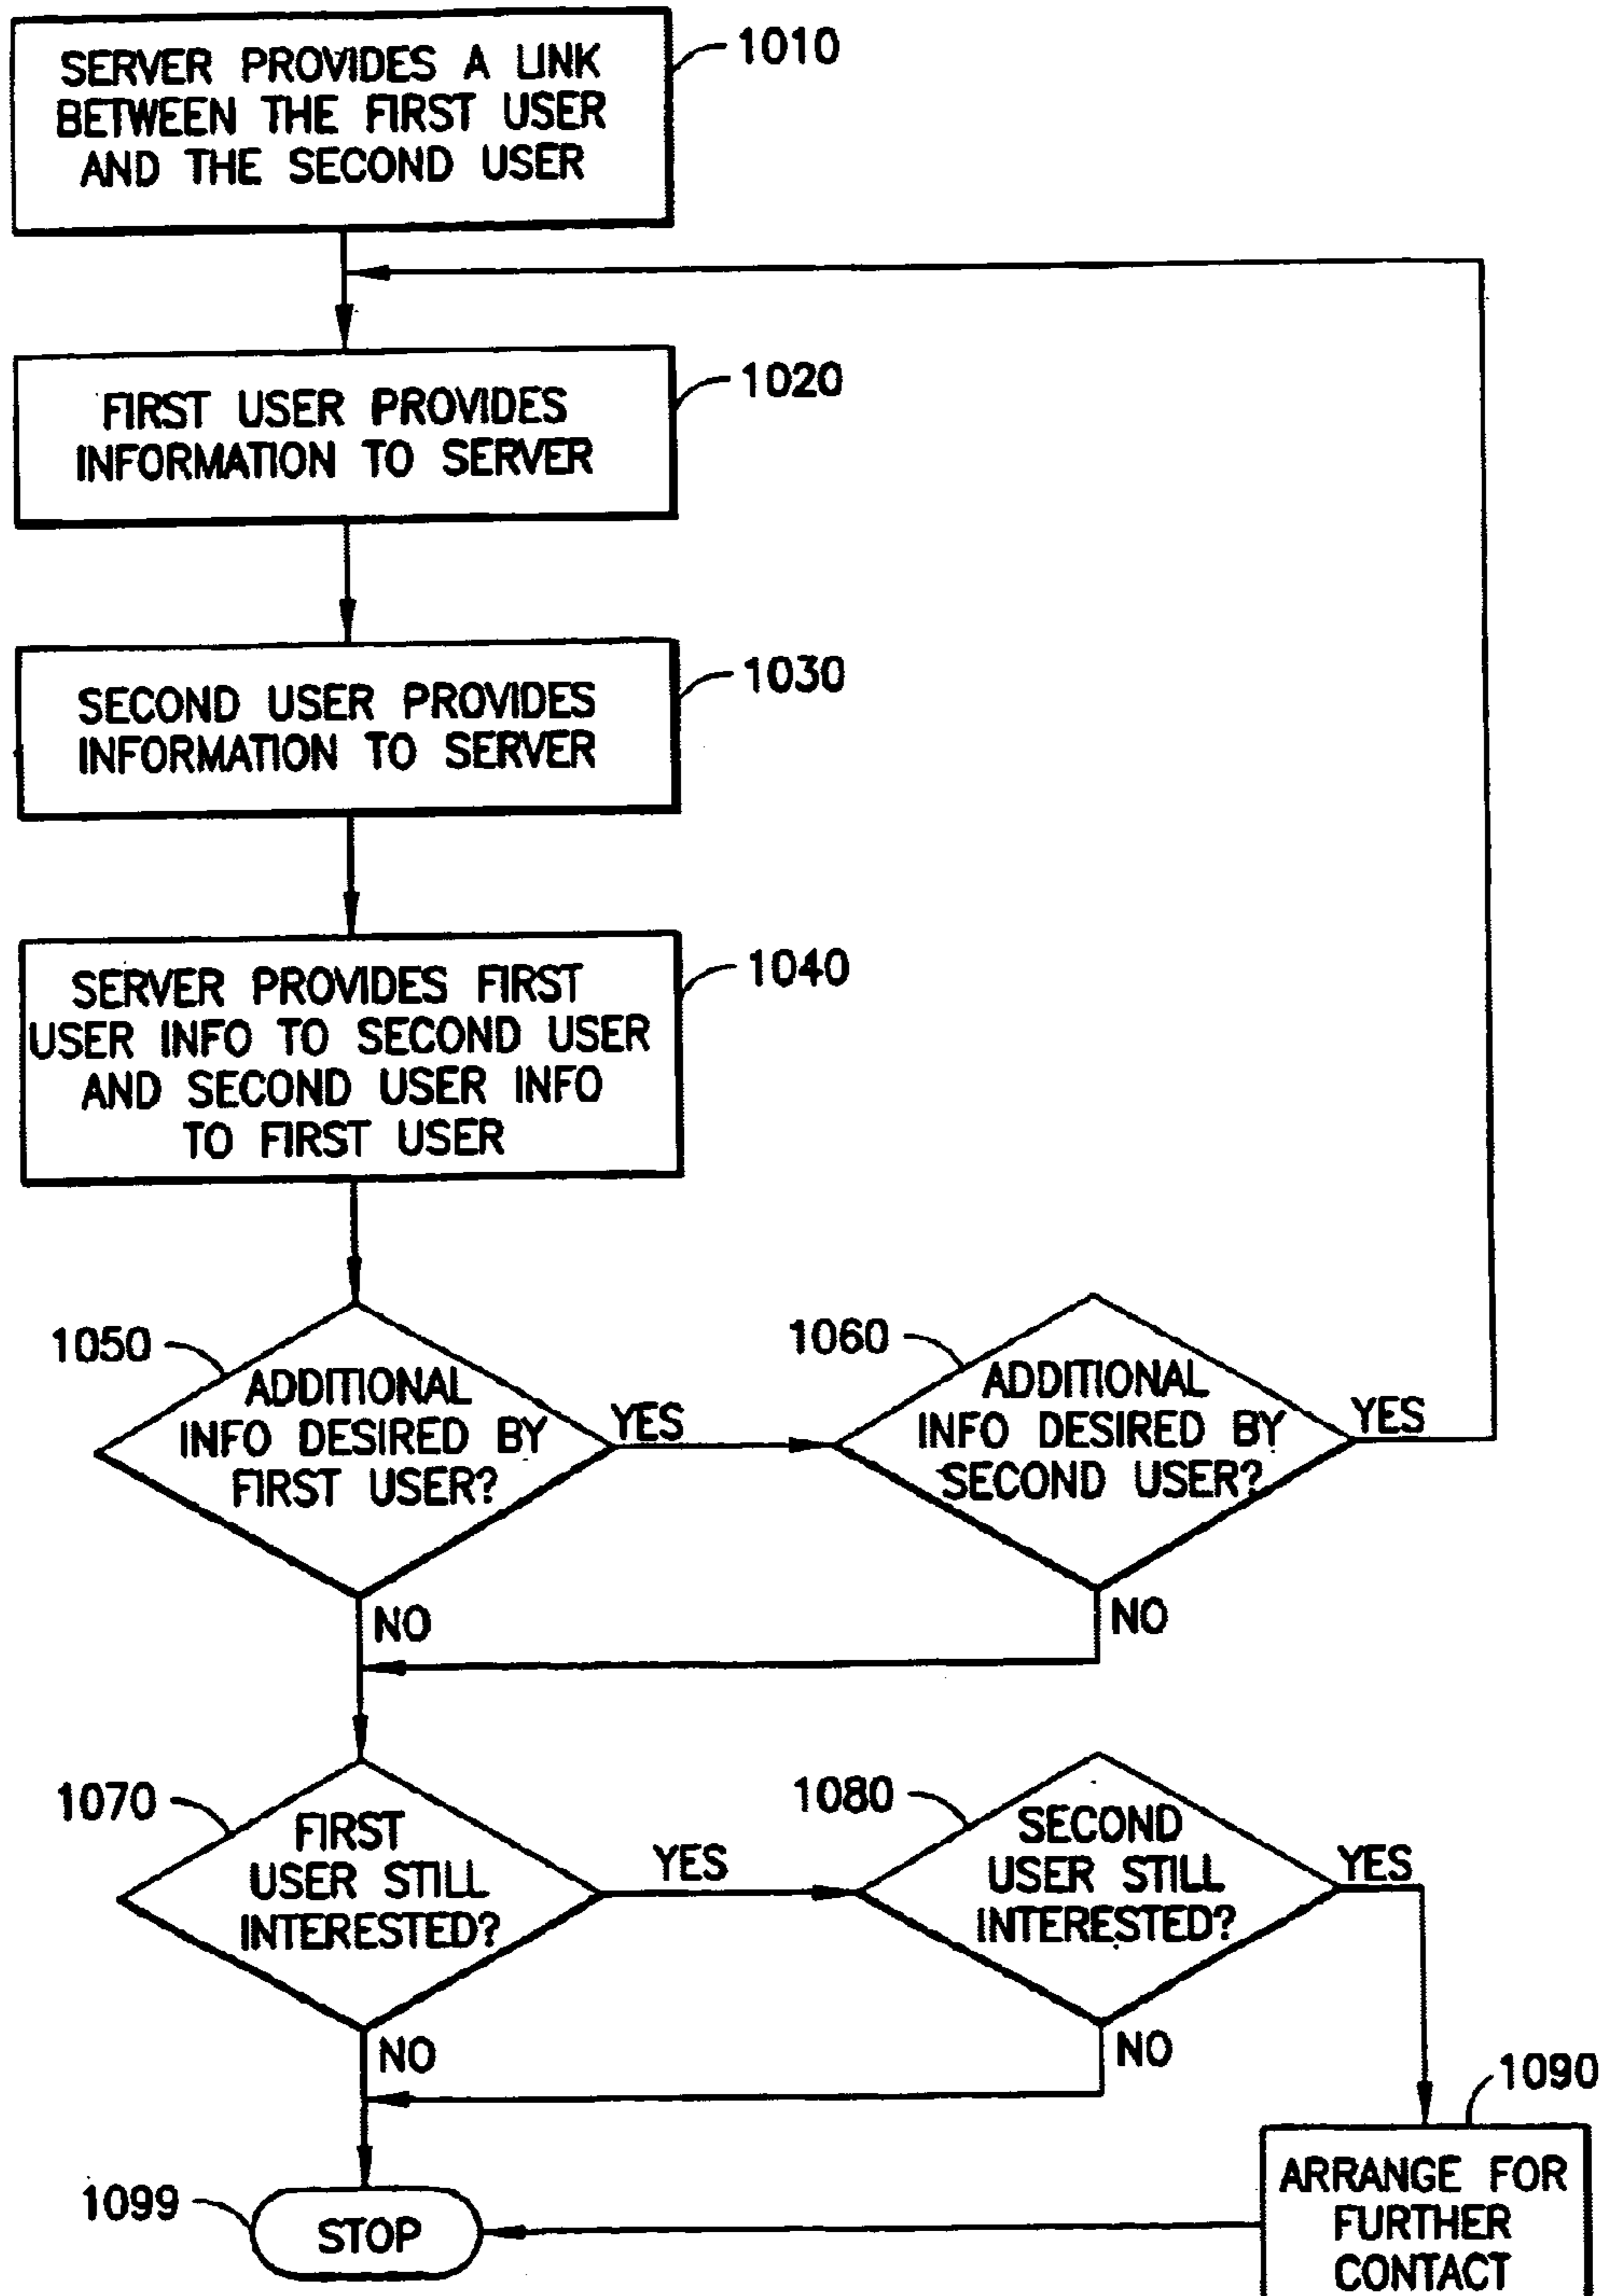 SERVER PROVIDES A LINK
BETWEEN THE FIRST USER
AND THE SECOND USER
1010
FIRST USER PROVIDES
INFORMATION TO SERVER
1020
SECOND USER PROVIDES
INFORMATION TO SERVER
1030
SERVER PROVIDES FIRST
USER INFO TO SECOND USER
AND SECOND USER INFO
TO FIRST USER
1040
1050
ADDITIONAL
INFO DESIRED BY
FIRST USER?
YES
NO
1060
ADDITIONAL
INFO DESIRED BY
SECOND USER?
YES
NO
1070
FIRST
USER STILL
INTERESTED?
YES
NO
1080
SECOND
USER STILL
INTERESTED?
YES
NO
1090
ARRANGE FOR
FURTHER
CONTACT
1099
STOP